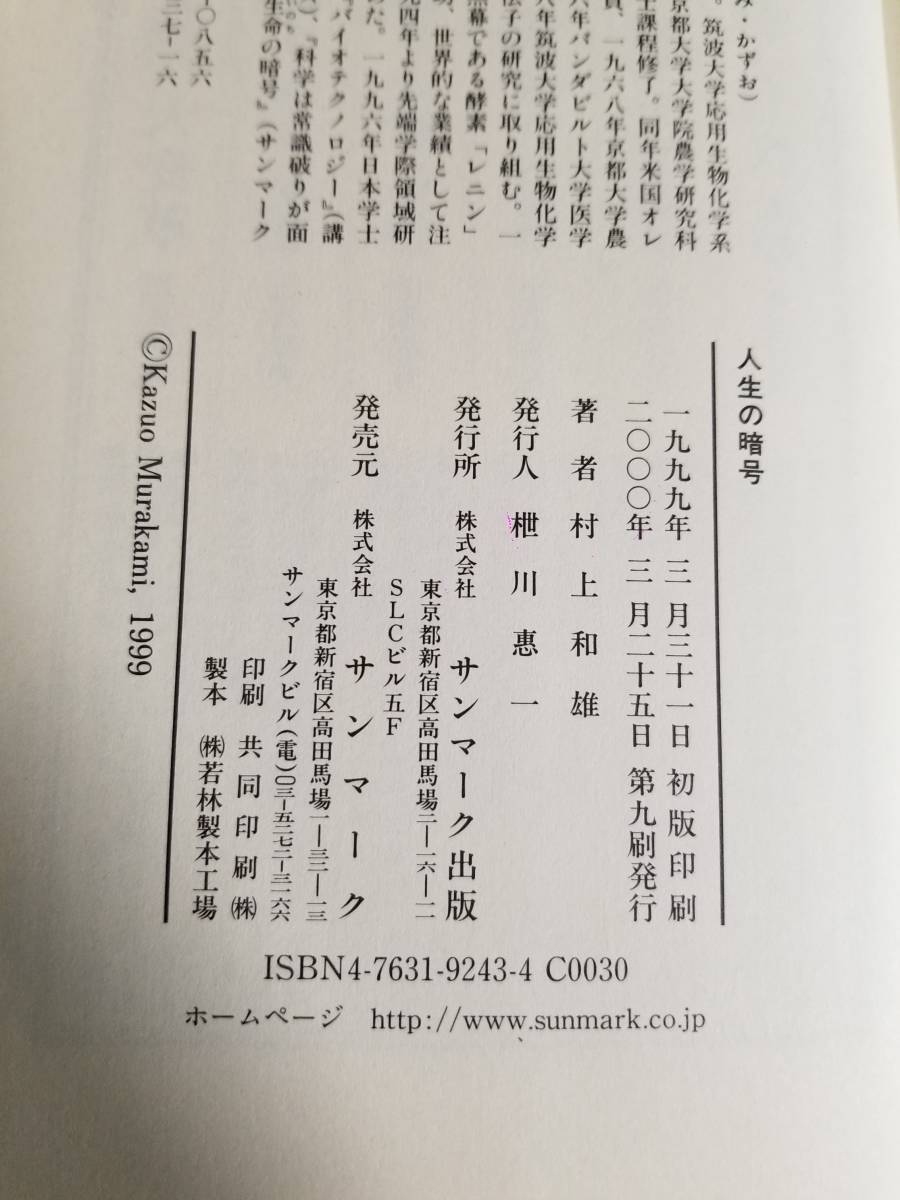 み・かずお)
。筑波大学応用生物化学系
京都大学大学院農学研究科
士課程修了。同年米国オレ
員、一九六八年京都大学農
六年バンダビルト大学医学
八年筑波大学応用生物化学
伝子の研究に取り組む。一
黒幕である酵素「レニン」
功、世界的な業績として注
九四年より先端学際領域研
った。一九九六年日本学士
『バイオテクノロジー』(講
)、『科学は常識破りが面
生命の暗号』(サンマーク
いのち
〇八五六
三七-一六
人生の暗号
一九九九年 三 月三十一日 初版印刷
二〇〇〇年 三 月二十五日 第九刷発行
著者 村上和雄
発行人 枻川惠一
発行所 株式会社 サンマーク出版
東京都新宿区高田馬場二-一六-一一
SLCビル五F
発売元 株式会社 サンマーク
東京都新宿区高田馬場一-三二-一三
サンマークビル(電)〇三-五二七二-三一六六
印刷 共同印刷㈱
製本 ㈱若林製本工場
©Kazuo Murakami, 1999
ISBN4-7631-9243-4 C0030
ホームページ http://www.sunmark.co.jp